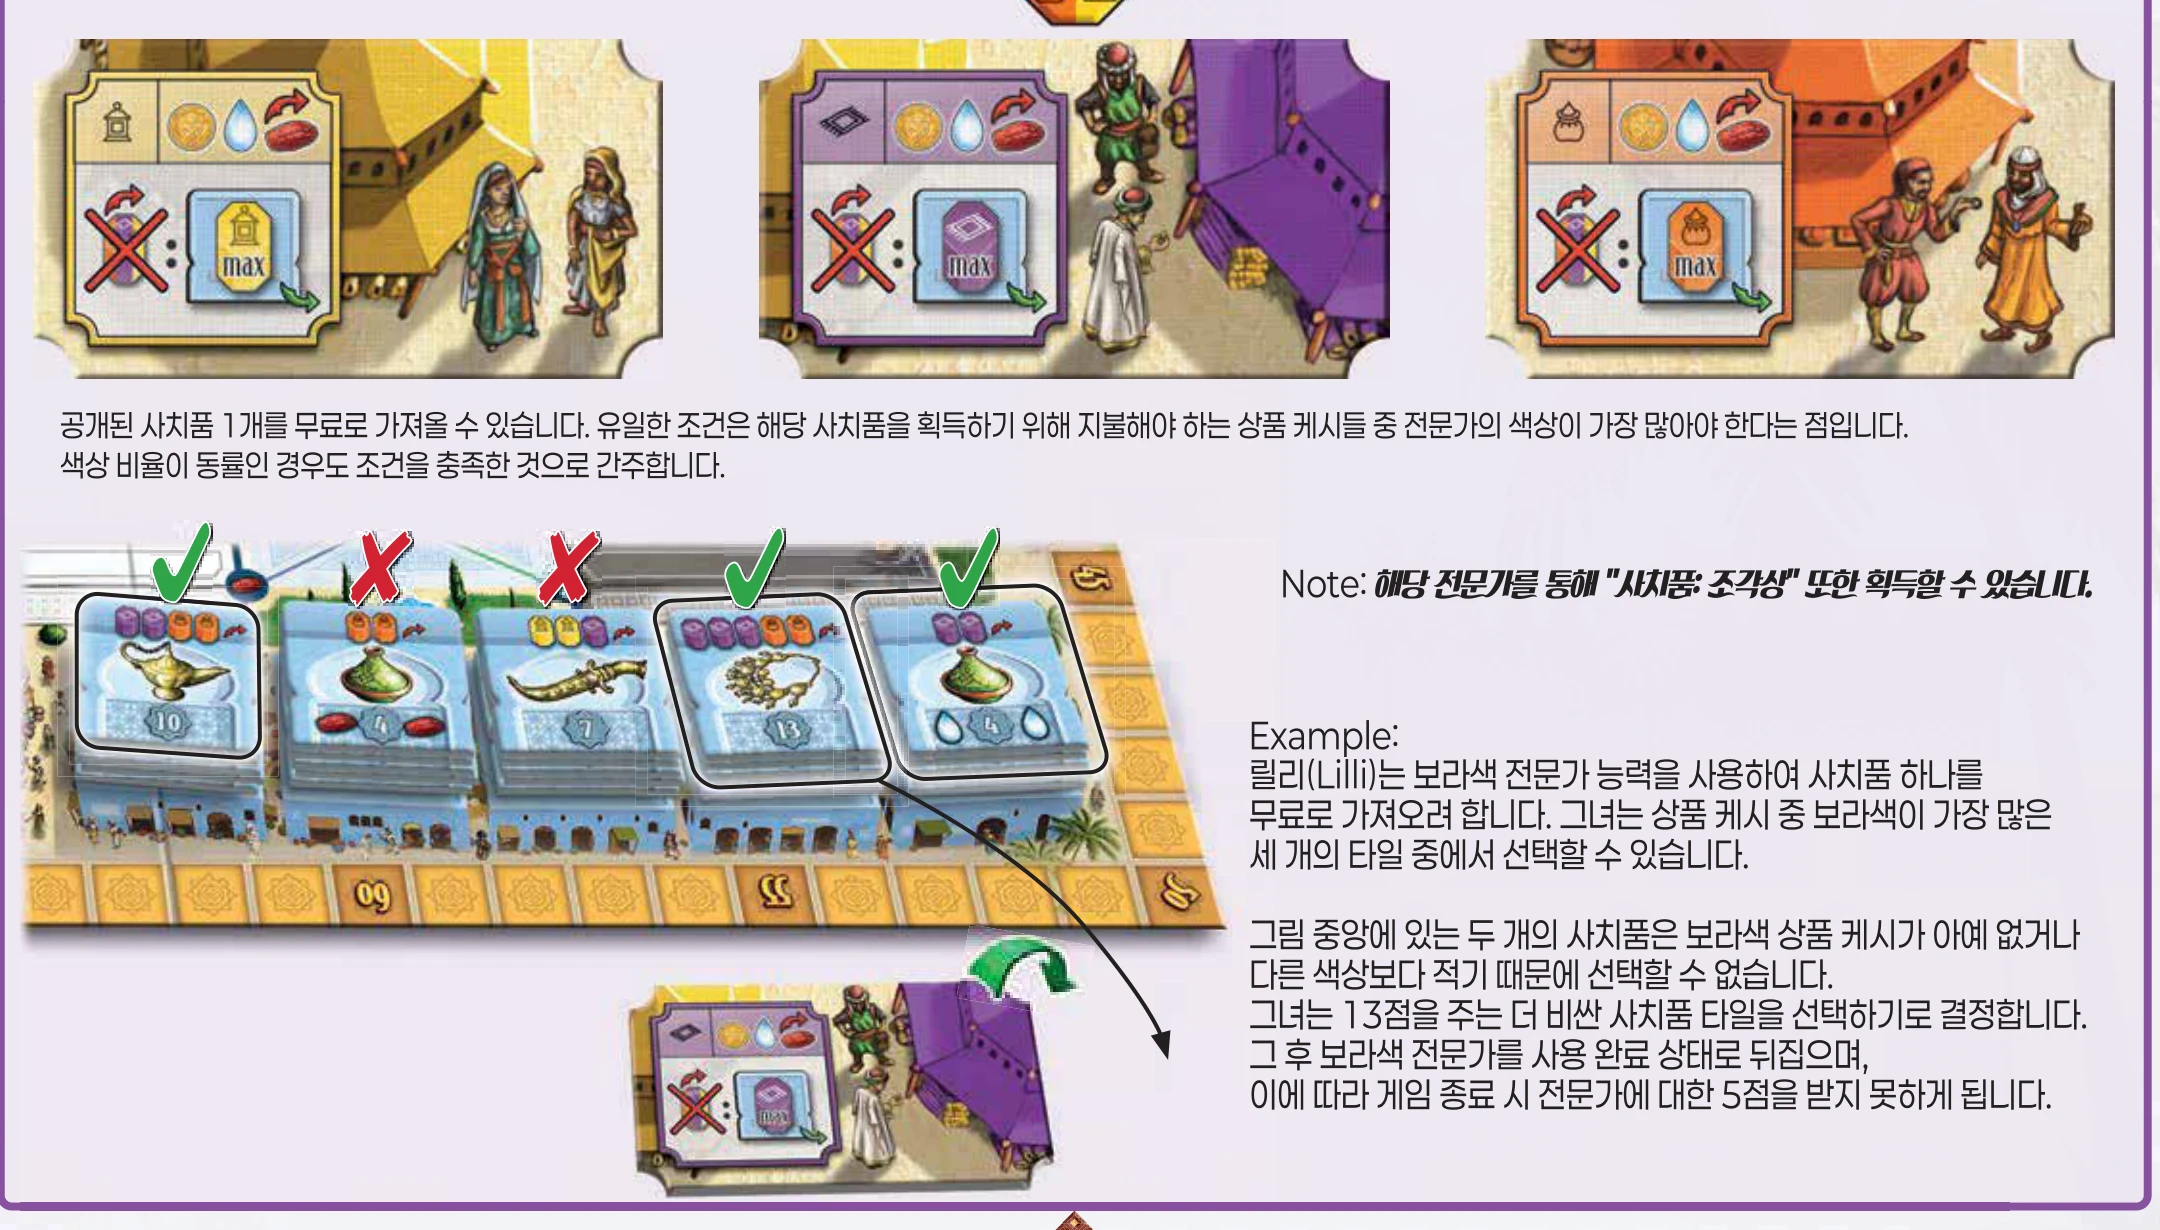 max
max
max
공개된 사치품 1개를 무료로 가져올 수 있습니다. 유일한 조건은 해당 사치품을 획득하기 위해 지불해야 하는 상품 케시들 중 전문가의 색상이 가장 많아야 한다는 점입니다.
색상 비율이 동률인 경우도 조건을 충족한 것으로 간주합니다.
Note: 해당 전문가를 통해 "사치품: 조각상" 또한 획득할 수 있습니다.
10
4
7
13
4
Example:
릴리(Lilli)는 보라색 전문가 능력을 사용하여 사치품 하나를
무료로 가져오려 합니다. 그녀는 상품 케시 중 보라색이 가장 많은
세 개의 타일 중에서 선택할 수 있습니다.
그림 중앙에 있는 두 개의 사치품은 보라색 상품 케시가 아예 없거나
다른 색상보다 적기 때문에 선택할 수 없습니다.
그녀는 13점을 주는 더 비싼 사치품 타일을 선택하기로 결정합니다.
그 후 보라색 전문가를 사용 완료 상태로 뒤집으며,
이에 따라 게임 종료 시 전문가에 대한 5점을 받지 못하게 됩니다.
max